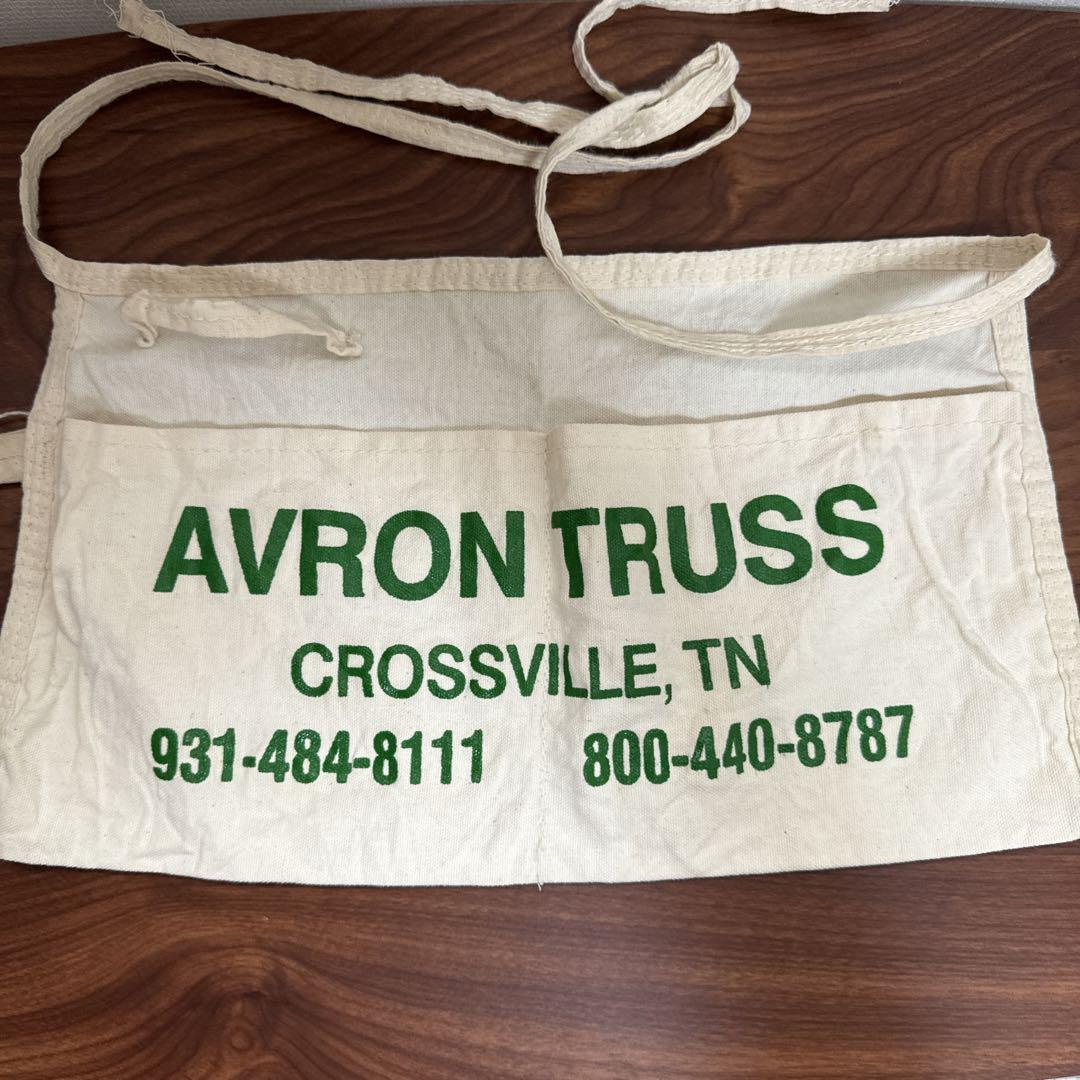 AVRON TRUSS
CROSSVILLE, TN
931-484-8111 800-440-8787